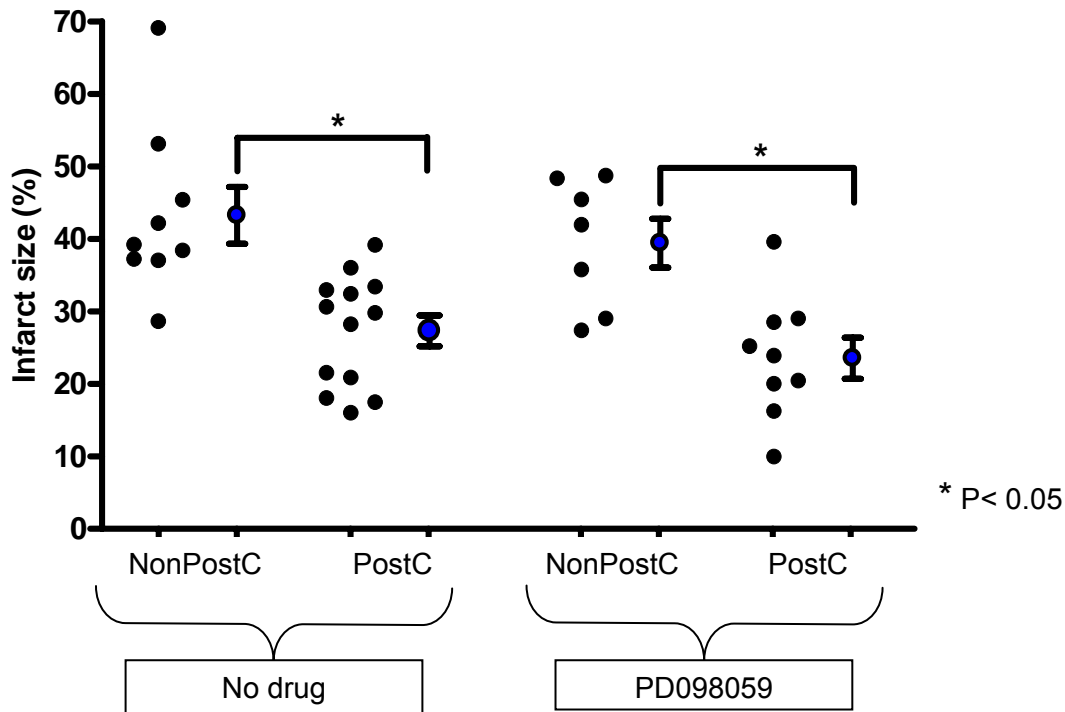 Infarct size (%)
70
60
50
40
30
20
10
0
*
*
* P< 0.05
NonPostC PostC NonPostC PostC
No drug PD098059